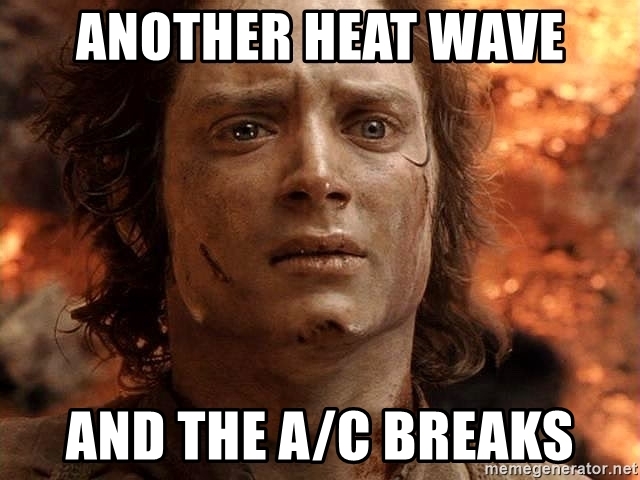 ANOTHER HEAT WAVE
AND THE A/C BREAKS
memegenerator.net